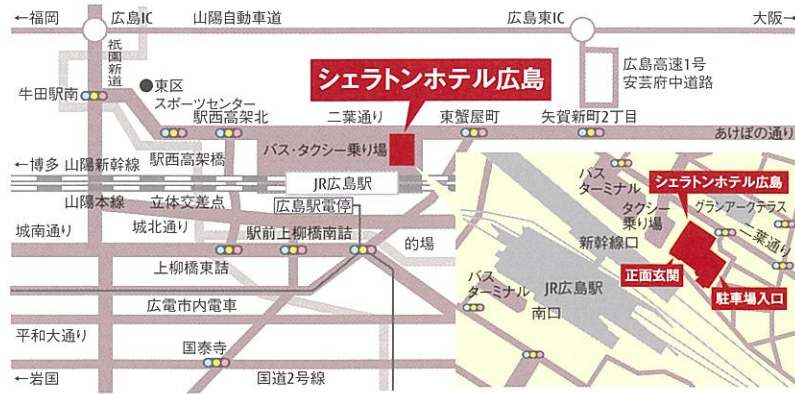 ←福岡
広島IC
山陽自動車道
広島東IC
大阪→
祇園新道
広島高速1号
安芸府中道路
牛田駅南
●東区
スポーツセンター
シェラトンホテル広島
駅西高架北
二葉通り
東蟹屋町
矢賀新町2丁目
あけぼの通り
駅西高架橋
バス・タクシー乗り場
←博多 山陽新幹線
JR広島駅
山陽本線
立体交差点
広島駅電停
城南通り
城北通り
駅前上柳橋南詰
的場
上柳橋東詰
広電市内電車
平和大通り
国泰寺
←岩国
国道2号線
バス
ターミナル
シェラトンホテル広島
タクシー
乗り場
グランアークテラス
二葉通り
新幹線口
正面玄関
駐車場入口
バス
ターミナル
JR広島駅
南口